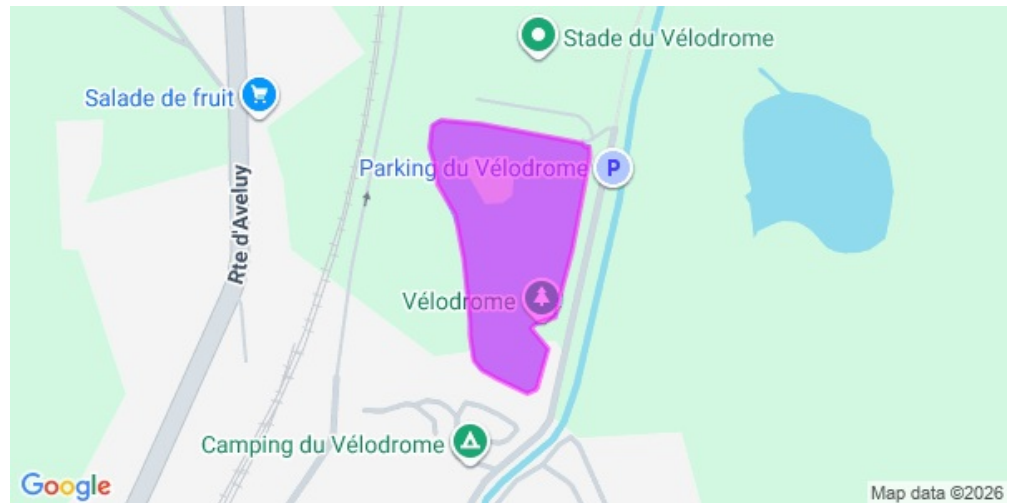 Stade du Vélodrome
Salade de fruit
Parking du Vélodrome
P
Rte d'Aveluy
Vélodrome
Camping du Vélodrome
Google
Map data ©2026